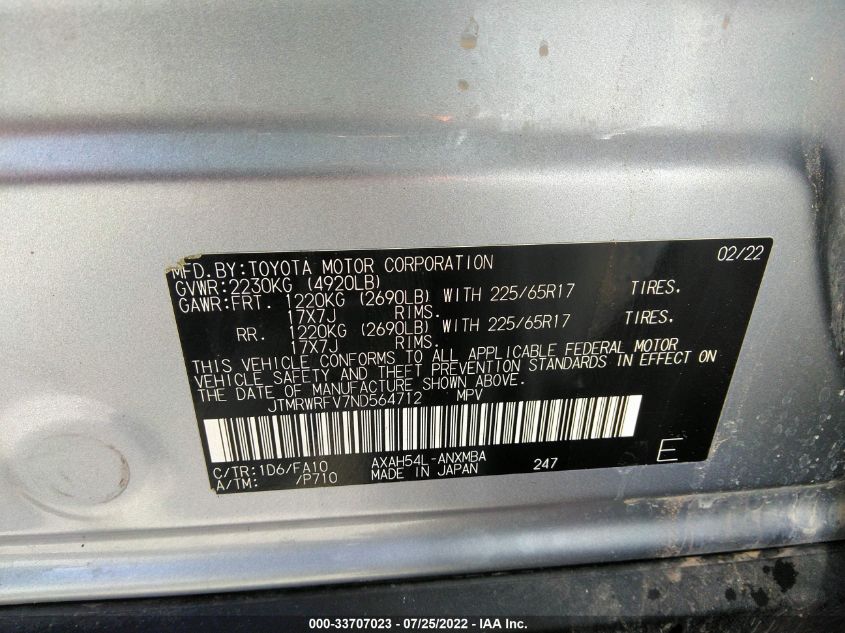 MFD. BY: TOYOTA MOTOR CORPORATION 02/22
GVWR: 2230KG (4920LB)
GAWR: FRT. 1220KG (2690LB) WITH 225/65R17 TIRES.
17X7J RIMS.
RR. 1220KG (2690LB) WITH 225/65R17 TIRES.
17X7J RIMS.
THIS VEHICLE CONFORMS TO ALL APPLICABLE FEDERAL MOTOR
VEHICLE SAFETY AND THEFT PREVENTION STANDARDS IN EFFECT ON
THE DATE OF MANUFACTURE SHOWN ABOVE.
JTMRWRFV7ND564712 MPV
C/TR: 1D6/FA10 AXAH54L-ANXMBA E
A/TM: /P710 MADE IN JAPAN 247
000-33707023 - 07/25/2022 - IAA Inc.